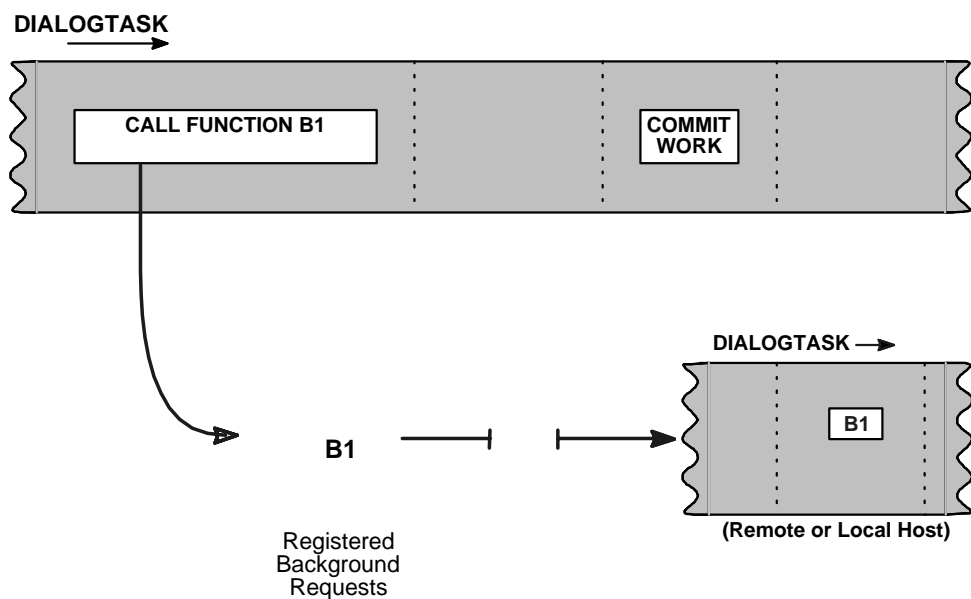 DIALOGTASK
CALL FUNCTION B1
COMMIT
WORK
DIALOGTASK
B1
B1
(Remote or Local Host)
Registered
Background
Requests